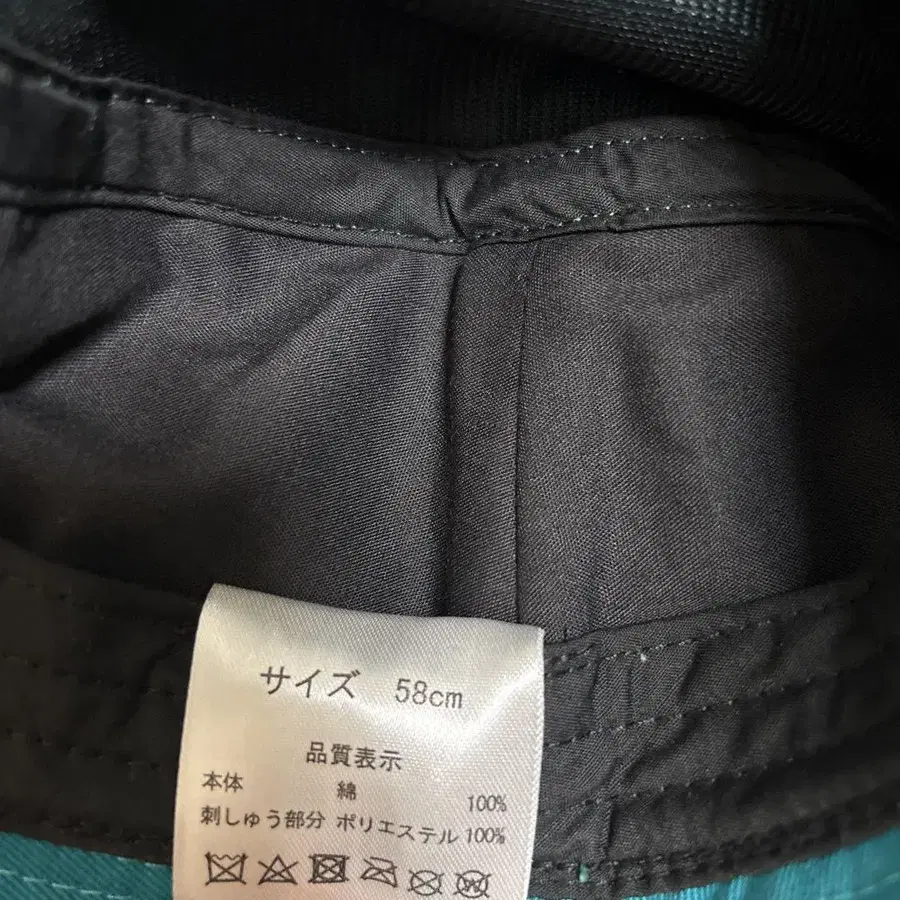 サイズ 58cm
品質表示
本体 綿 100%
刺しゅう部分 ポリエステル 100%